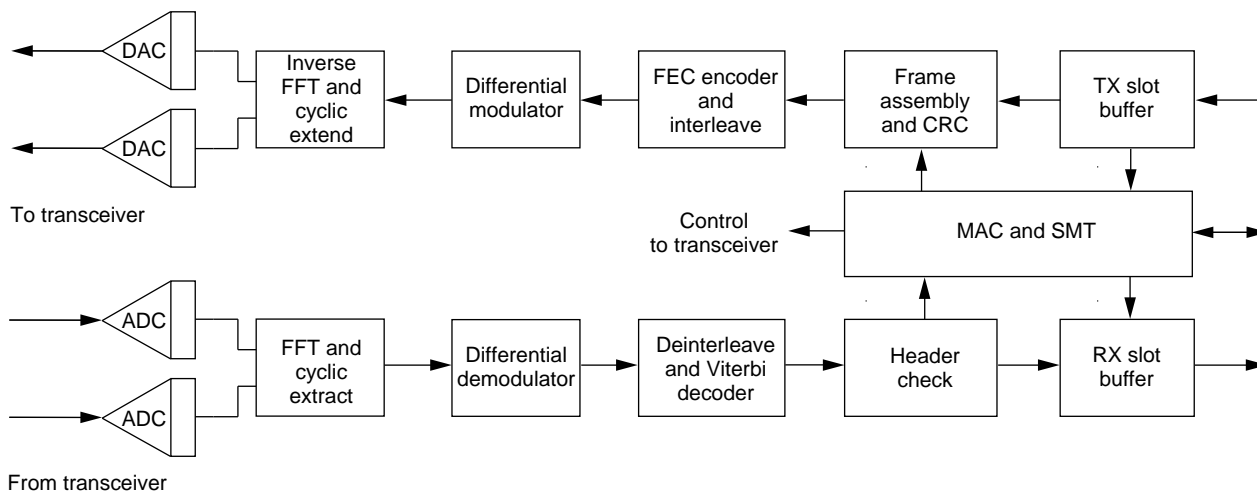 DAC
Inverse
FFT and
cyclic
extend
Differential
modulator
FEC encoder
and
interleave
Frame
assembly
and CRC
TX slot
buffer
DAC
To transceiver
Control
to transceiver
MAC and SMT
ADC
FFT and
cyclic
extract
Differential
demodulator
Deinterleave
and Viterbi
decoder
Header
check
RX slot
buffer
ADC
From transceiver